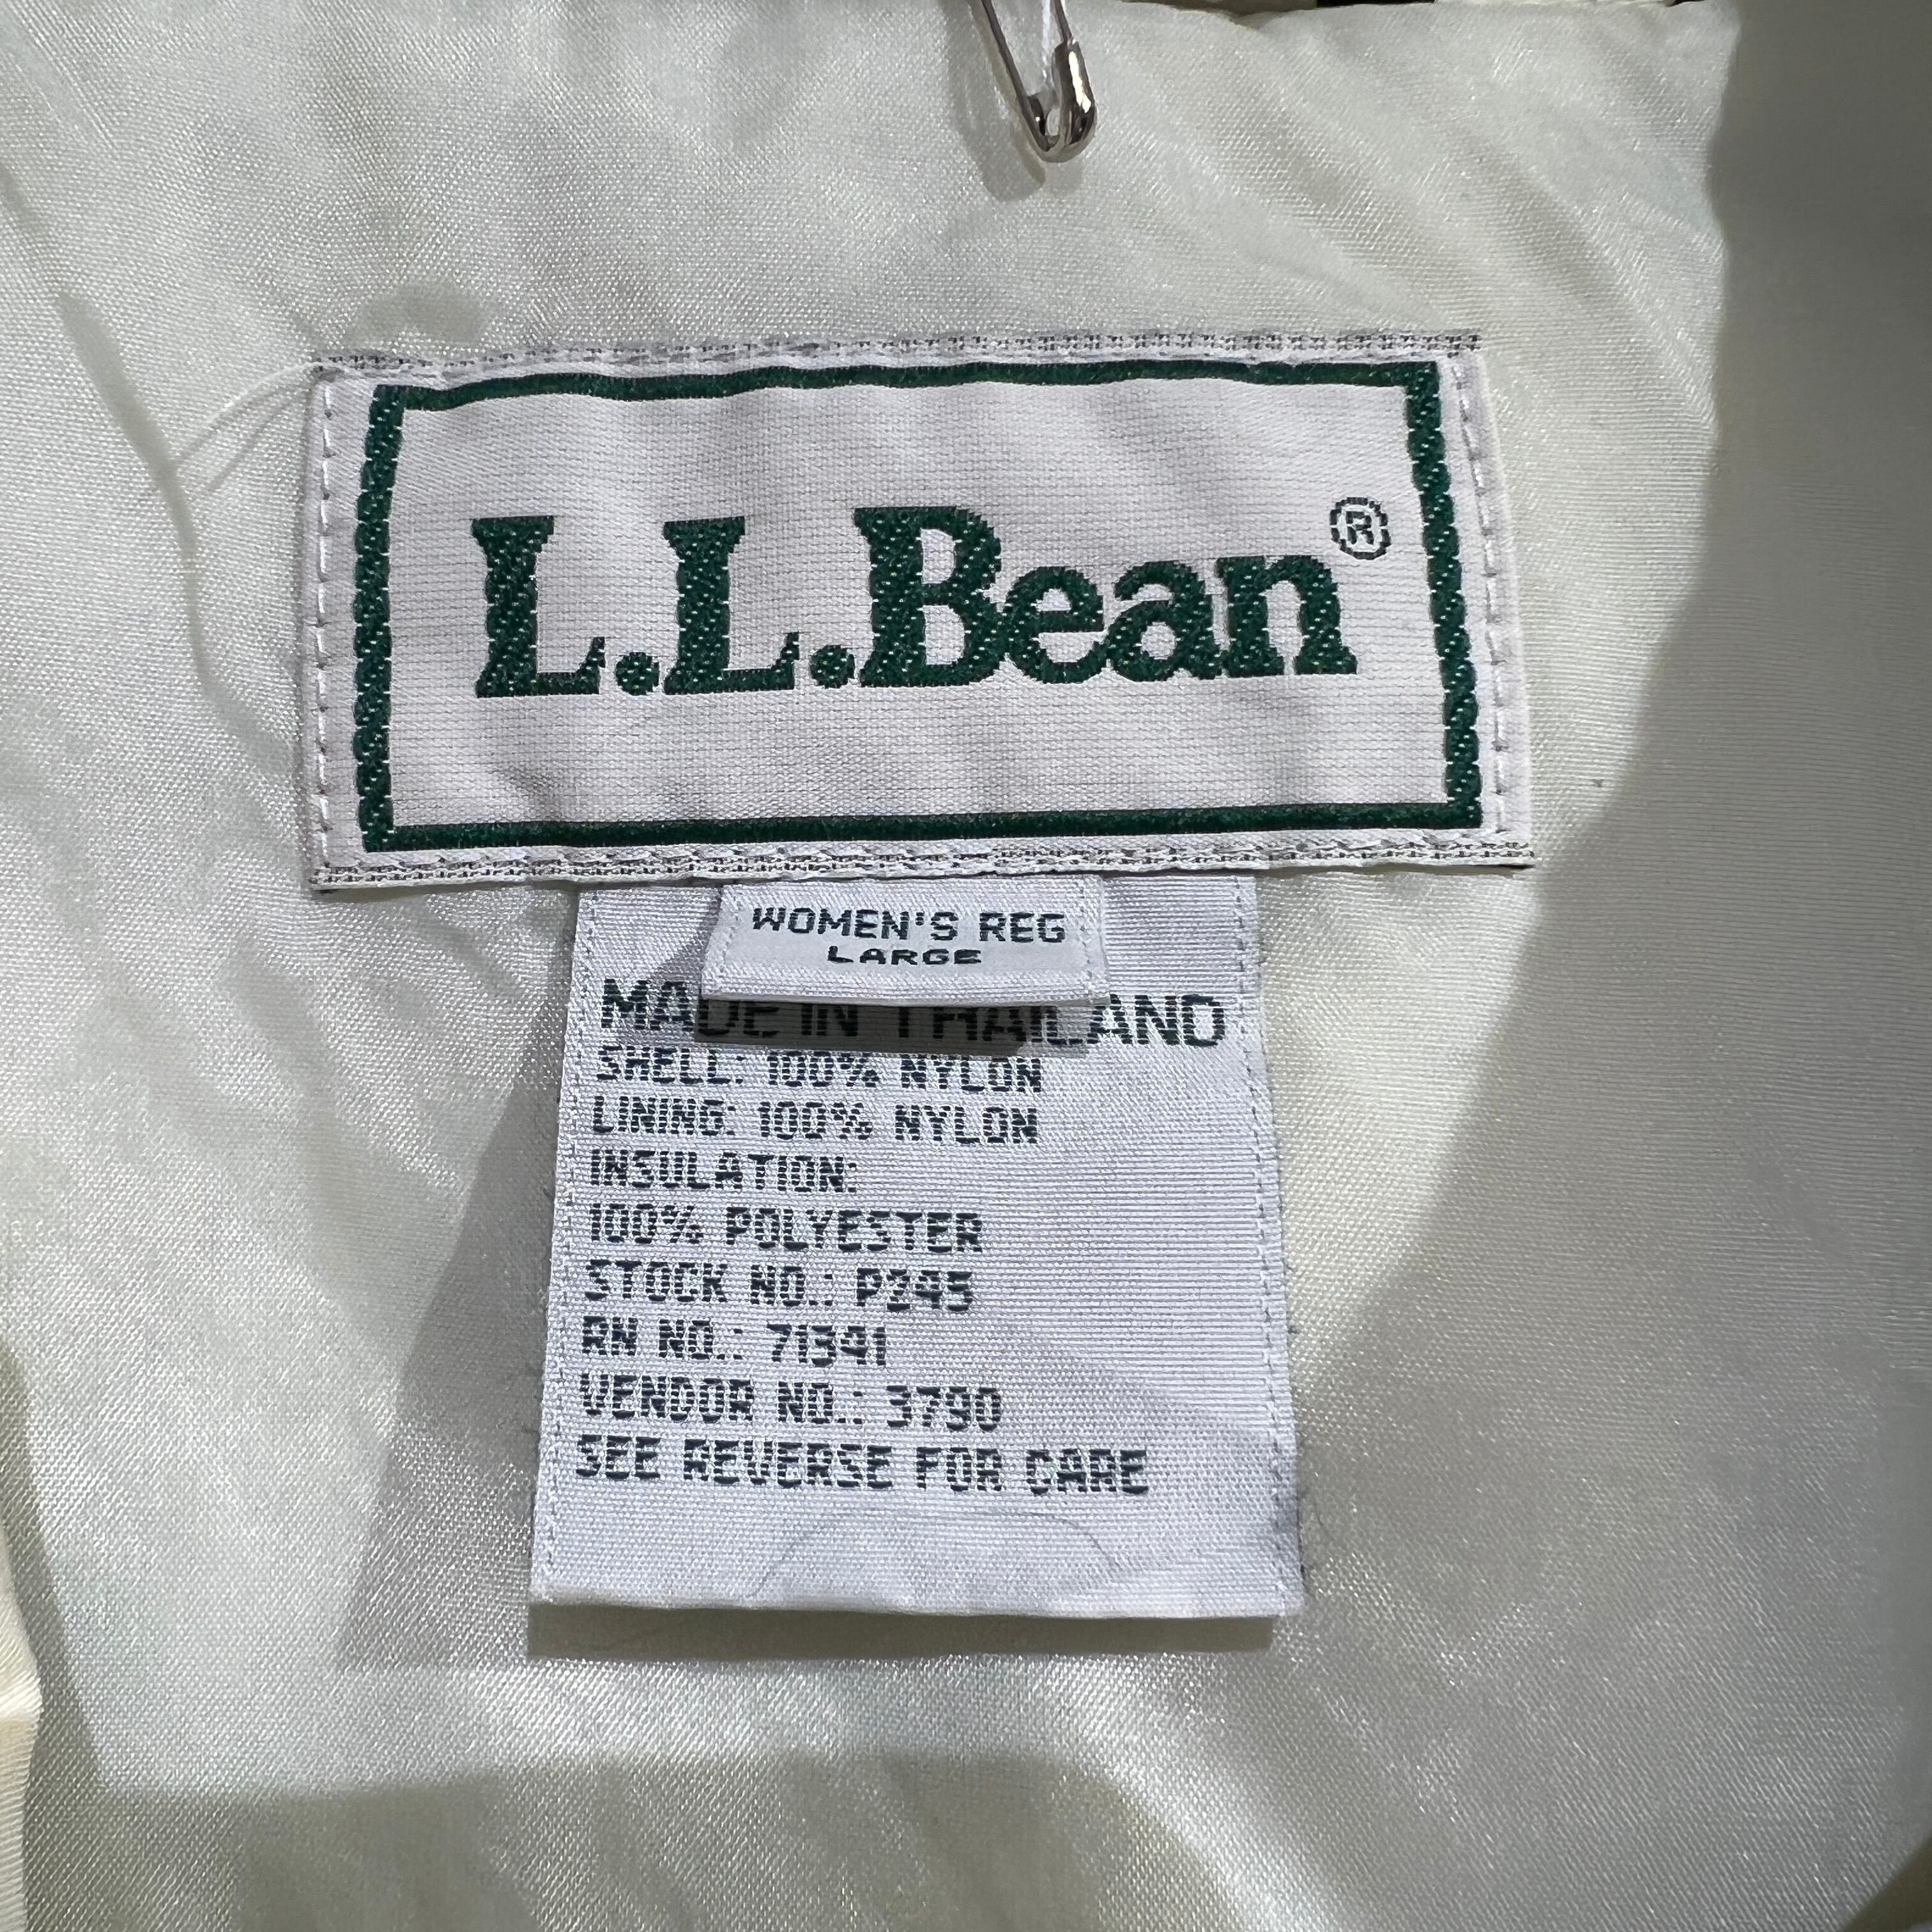 L.L.Bean®
WOMEN'S REG
LARGE
MADE IN THAILAND
SHELL: 100% NYLON
LINING: 100% NYLON
INSULATION:
100% POLYESTER
STOCK NO.: P245
RN NO.: 71341
VENDOR NO.: 3790
SEE REVERSE FOR CARE